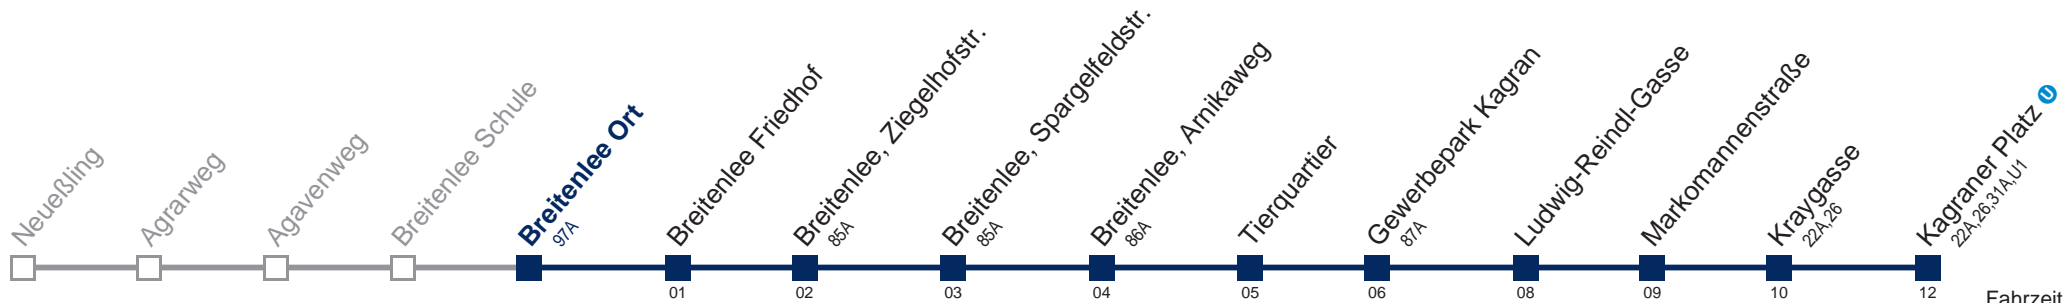 Neueßling
Agrarweg
Agavenweg
Breitenlee Schule
Breitenlee Ort
97A
Breitenlee Friedhof
01
Breitenlee, Ziegelhofstr.
85A
02
Breitenlee, Spargelfeldstr.
85A
03
Breitenlee, Arnikaweg
86A
04
Tierquartier
05
Gewerbepark Kagran
87A
06
Ludwig-Reindl-Gasse
08
Markomannenstraße
09
Kraygasse
22A,26
10
Kagraner Platz U
22A,26,31A,U1
12
Fahrzeit